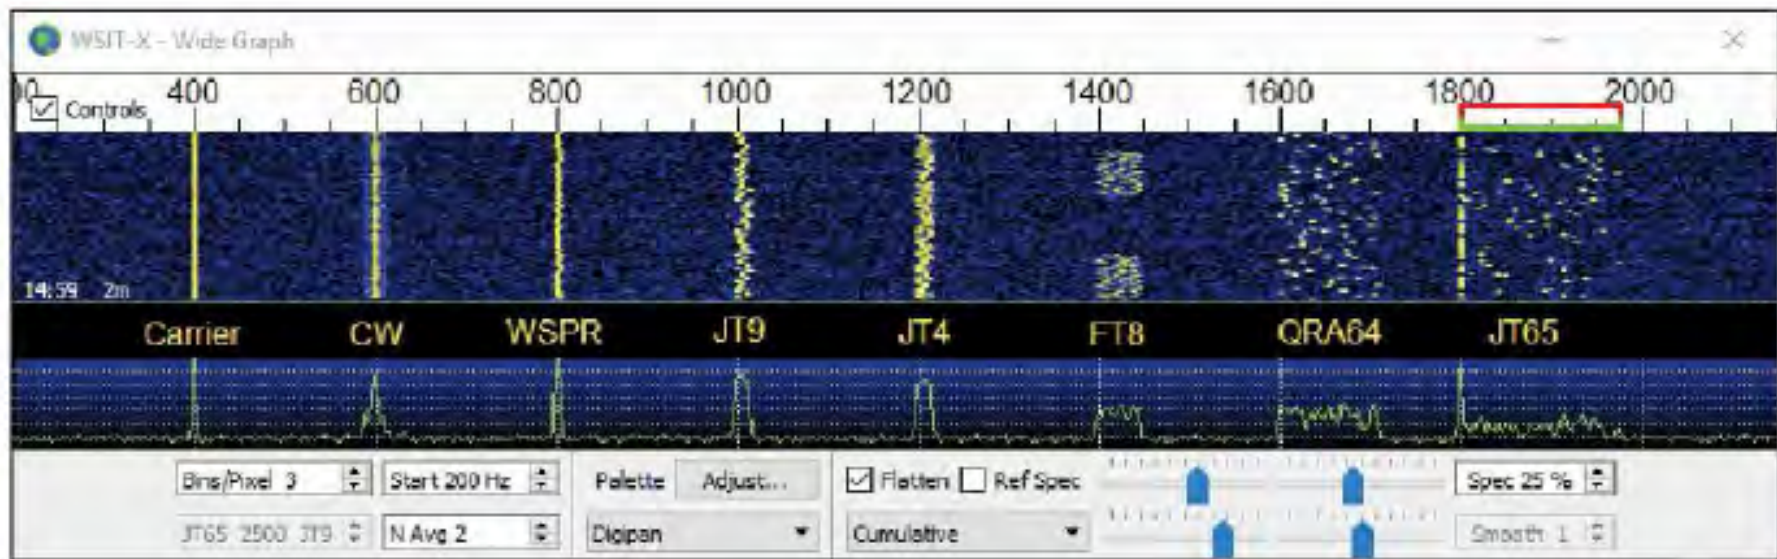 WSJT-X - Wide Graph
00 400 600 800 1000 1200 1400 1600 1800 2000
Controls
14:59 2m
Carrier CW WSPR JT9 JT4 FT8 QRA64 JT65
Bins/Pixel 3 Start 200 Hz Palette Adjust... Flatten Ref Spec Spec 25 %
JT65 2500 JT9 N Avg 2 Digipan Cumulative Smooth 1